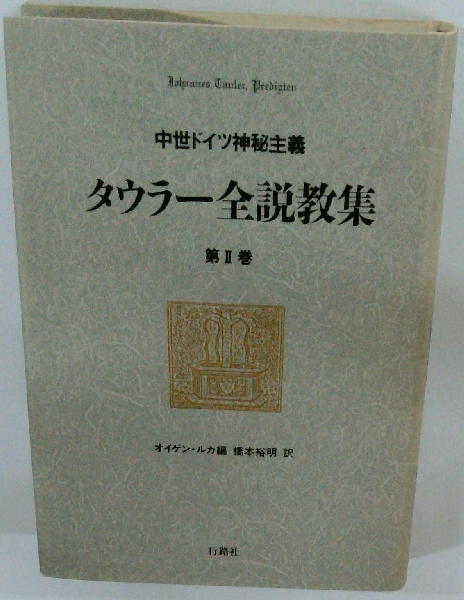 Johannes Tauler, Predigten
中世ドイツ神秘主義
タウラー全説教集
第Ⅱ巻
オイゲン・ルカ編 橋本裕明 訳
行路社